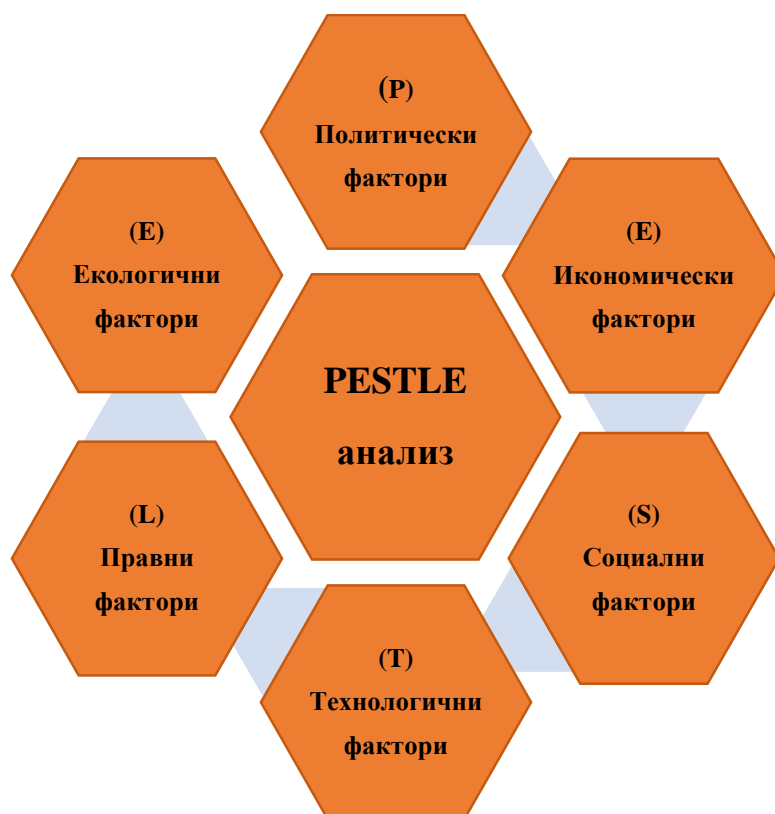 (P)
Политически
фактори
(E)
Икономически
фактори
(S)
Социални
фактори
(T)
Технологични
фактори
(L)
Правни
фактори
(E)
Екологични
фактори
PESTLE
анализ